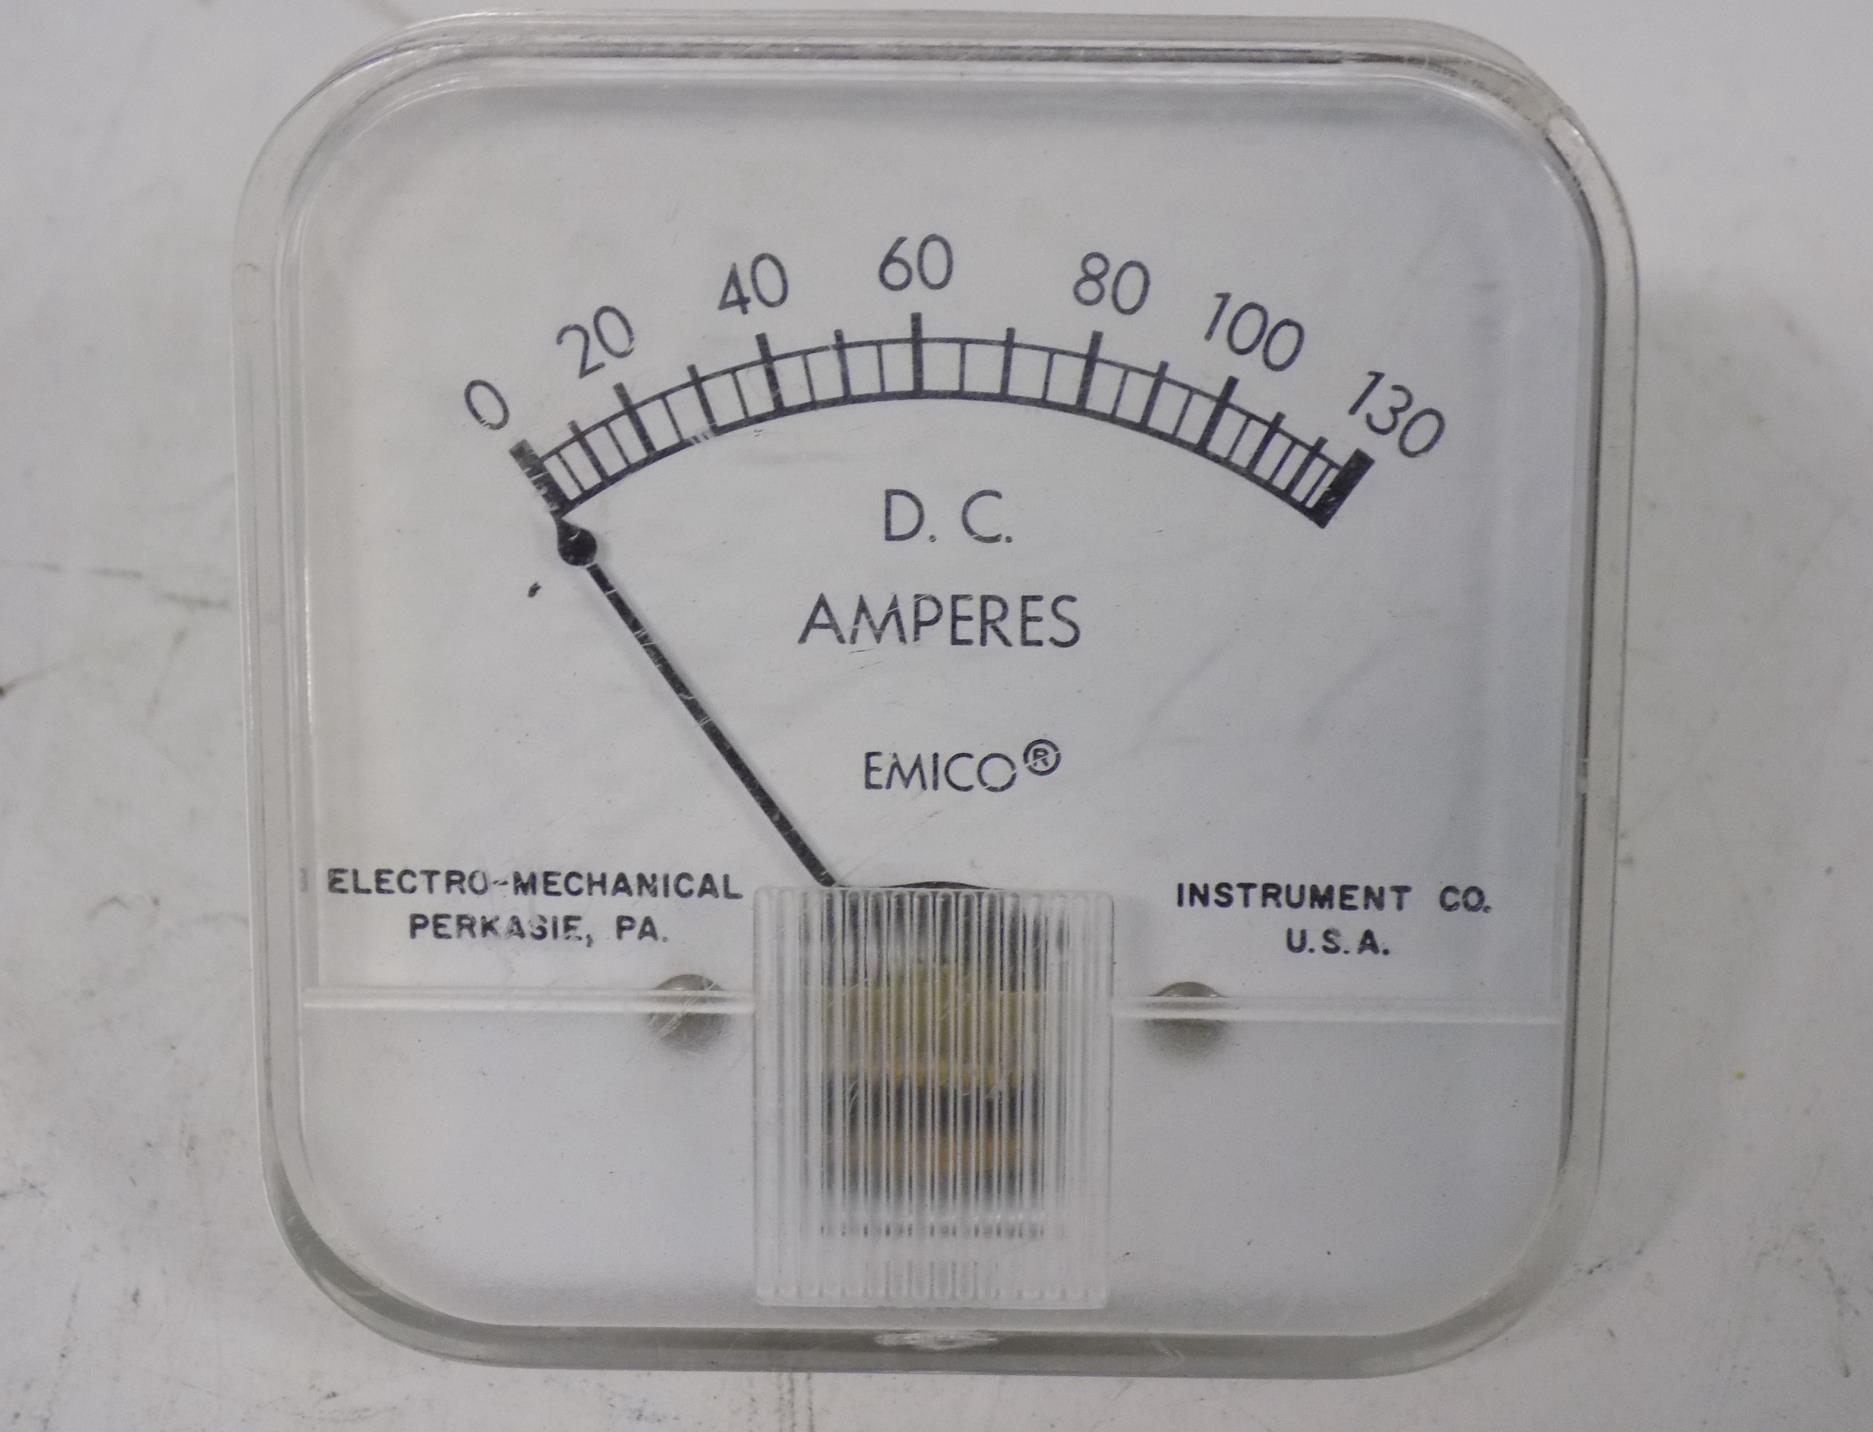 0 20 40 60 80 100 130
D. C.
AMPERES
EMICO®
ELECTRO-MECHANICAL INSTRUMENT CO.
PERKASIE, PA. U.S.A.